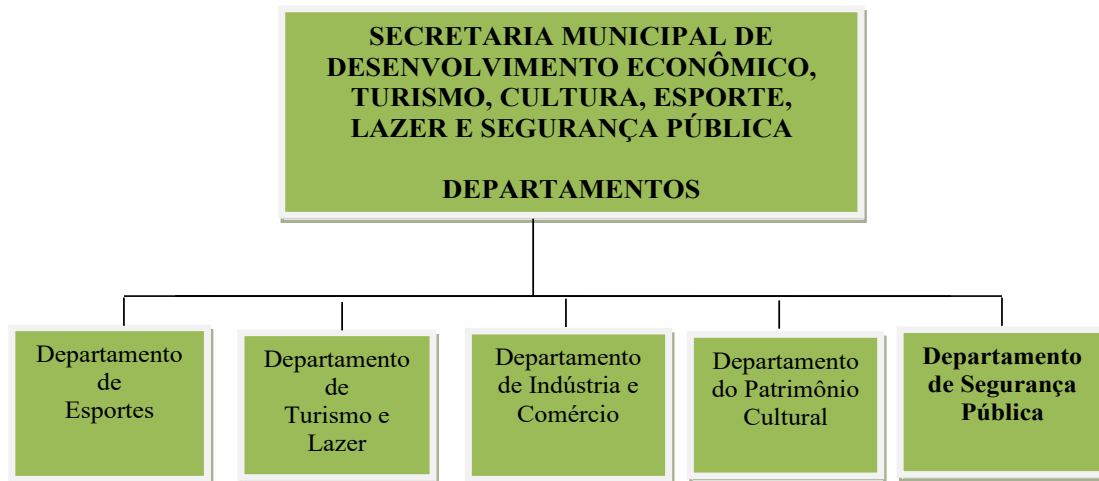 SECRETARIA MUNICIPAL DE
DESENVOLVIMENTO ECONÔMICO,
TURISMO, CULTURA, ESPORTE,
LAZER E SEGURANÇA PÚBLICA
DEPARTAMENTOS
Departamento
de
Esportes
Departamento
de
Turismo e
Lazer
Departamento
de Indústria e
Comércio
Departamento
do Patrimônio
Cultural
Departamento
de Segurança
Pública